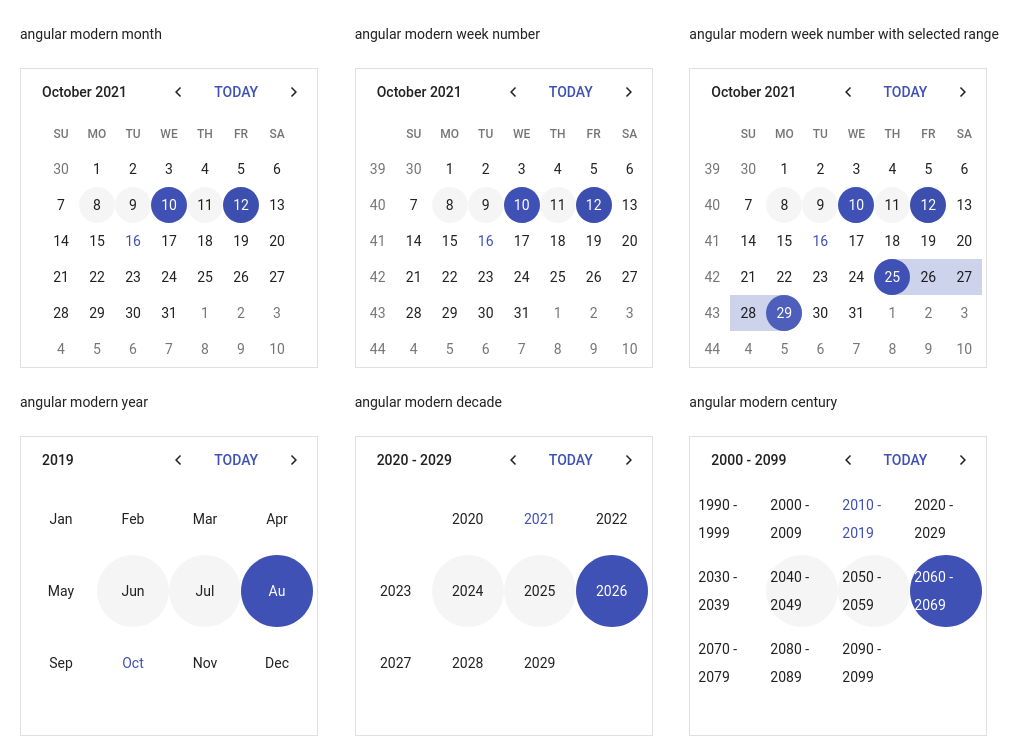 angular modern month
October 2021 TODAY
SU MO TU WE TH FR SA
30 1 2 3 4 5 6
7 8 9 10 11 12 13
14 15 16 17 18 19 20
21 22 23 24 25 26 27
28 29 30 31 1 2 3
4 5 6 7 8 9 10
angular modern week number
October 2021 TODAY
SU MO TU WE TH FR SA
39 30 1 2 3 4 5 6
40 7 8 9 10 11 12 13
41 14 15 16 17 18 19 20
42 21 22 23 24 25 26 27
43 28 29 30 31 1 2 3
44 4 5 6 7 8 9 10
angular modern week number with selected range
October 2021 TODAY
SU MO TU WE TH FR SA
39 30 1 2 3 4 5 6
40 7 8 9 10 11 12 13
41 14 15 16 17 18 19 20
42 21 22 23 24 25 26 27
43 28 29 30 31 1 2 3
44 4 5 6 7 8 9 10
angular modern year
2019 TODAY
Jan Feb Mar Apr
May Jun Jul Au
Sep Oct Nov Dec
angular modern decade
2020 - 2029 TODAY
2020 2021 2022
2023 2024 2025 2026
2027 2028 2029
angular modern century
2000 - 2099 TODAY
1990 - 2000 - 2010 - 2020 -
1999 2009 2019 2029
2030 - 2040 - 2050 - 2060 -
2039 2049 2059 2069
2070 - 2080 - 2090 -
2079 2089 2099